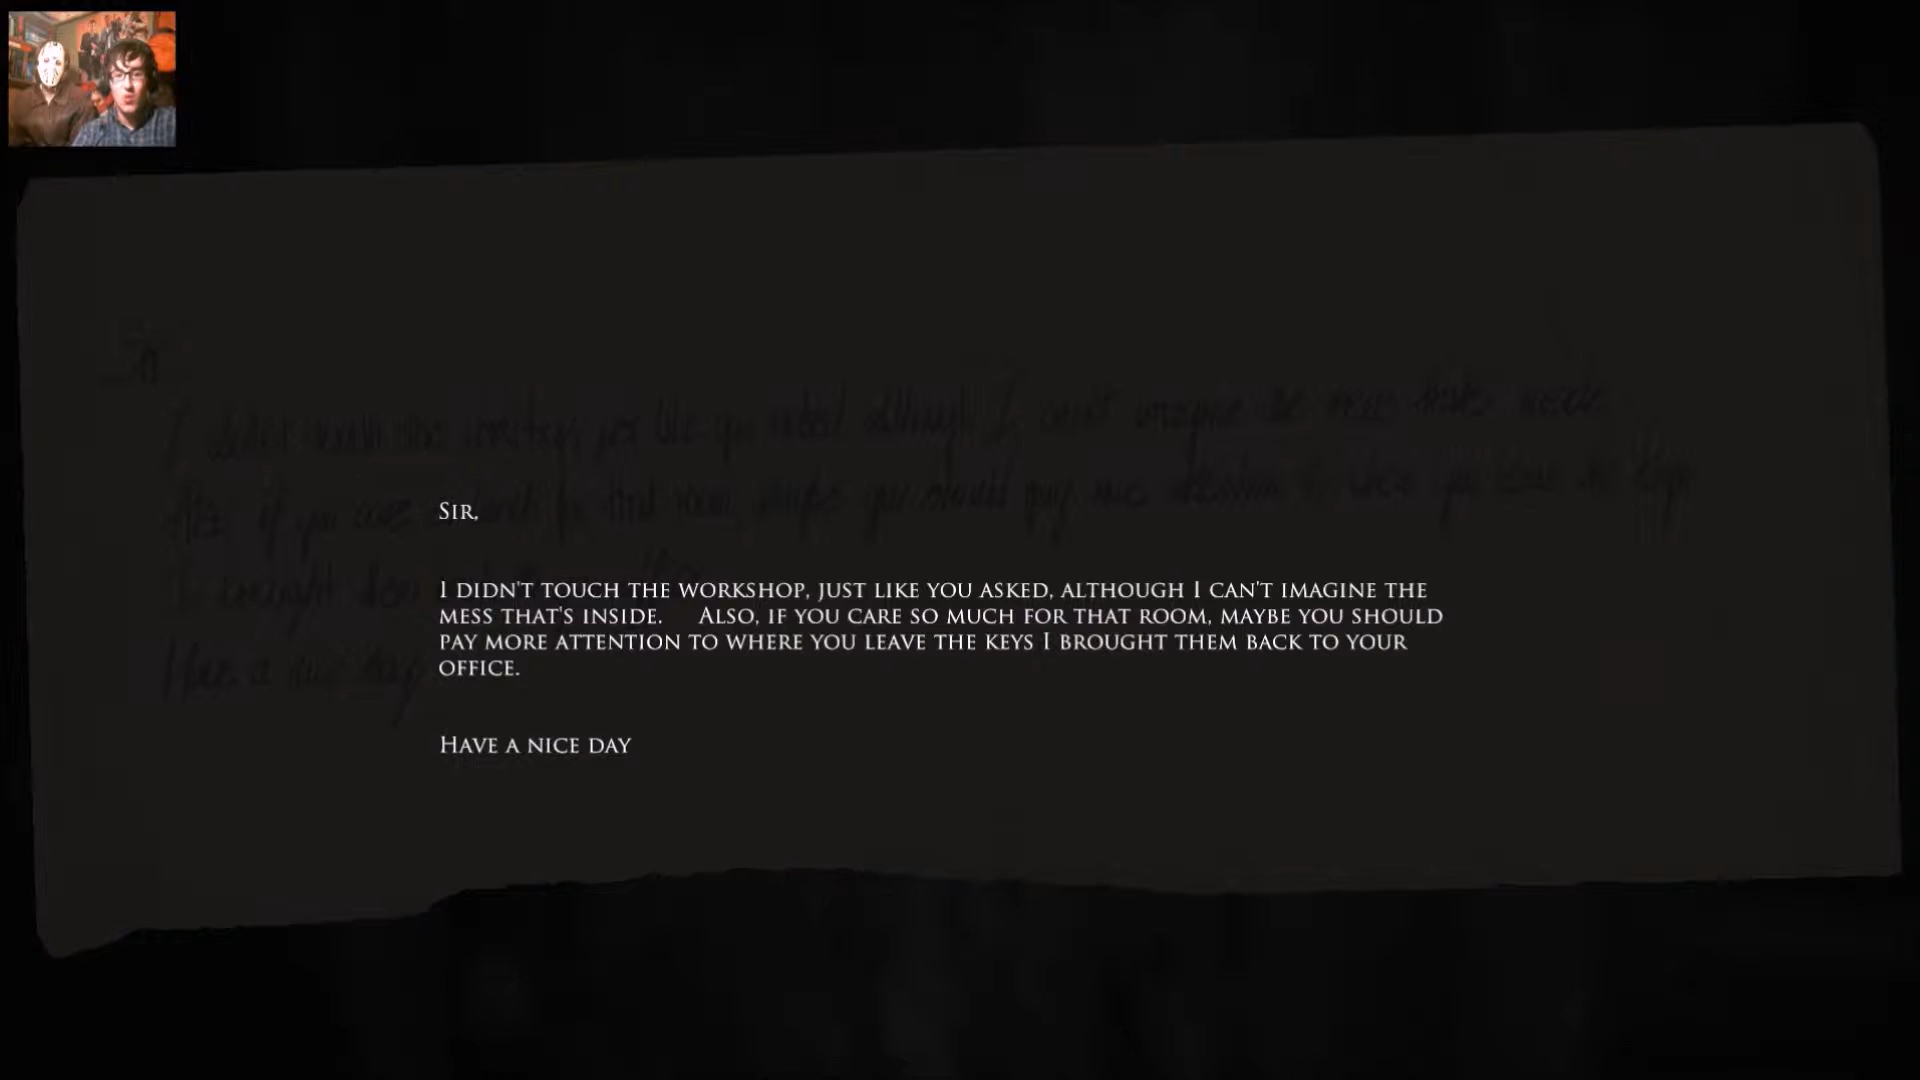 Sir,
I didn't touch the workshop, just like you asked, although I can't imagine the
mess that's inside. Also, if you care so much for that room, maybe you should
pay more attention to where you leave the keys I brought them back to your
office.
Have a nice day